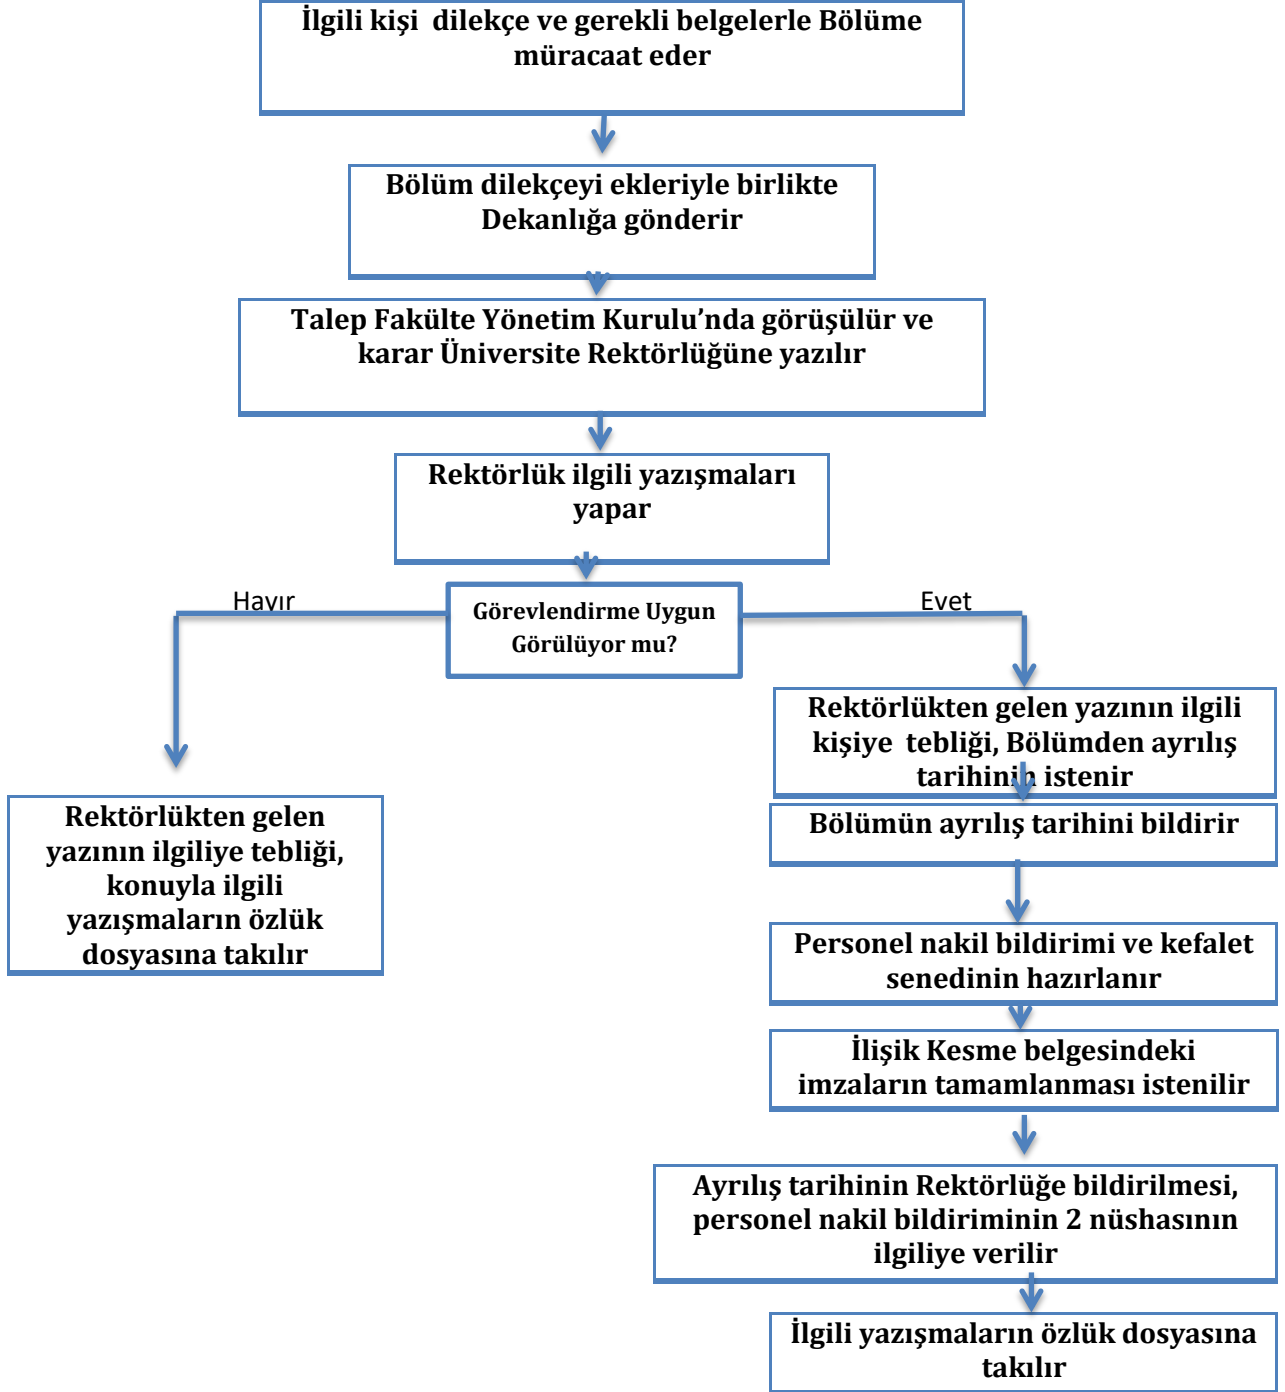 İlgili kişi dilekçe ve gerekli belgelerle Bölüme
müracaat eder
Bölüm dilekçeyi ekleriyle birlikte
Dekanlığa gönderir
Talep Fakülte Yönetim Kurulu’nda görüşülür ve
karar Üniversite Rektörlüğüne yazılır
Rektörlük ilgili yazışmaları
yapar
Hayır
Görevlendirme Uygun
Görülüyor mu?
Evet
Rektörlükten gelen
yazının ilgiliye tebliği,
konuyla ilgili
yazışmaların özlük
dosyasına takılır
Rektörlükten gelen yazının ilgili
kişiye tebliği, Bölümden ayrılış
tarihinin istenir
Bölümün ayrılış tarihini bildirir
Personel nakil bildirimi ve kefalet
senedinin hazırlanır
İlişik Kesme belgesindeki
imzaların tamamlanması istenilir
Ayrılış tarihinin Rektörlüğe bildirilmesi,
personel nakil bildiriminin 2 nüshasının
ilgiliye verilir
İlgili yazışmaların özlük dosyasına
takılır